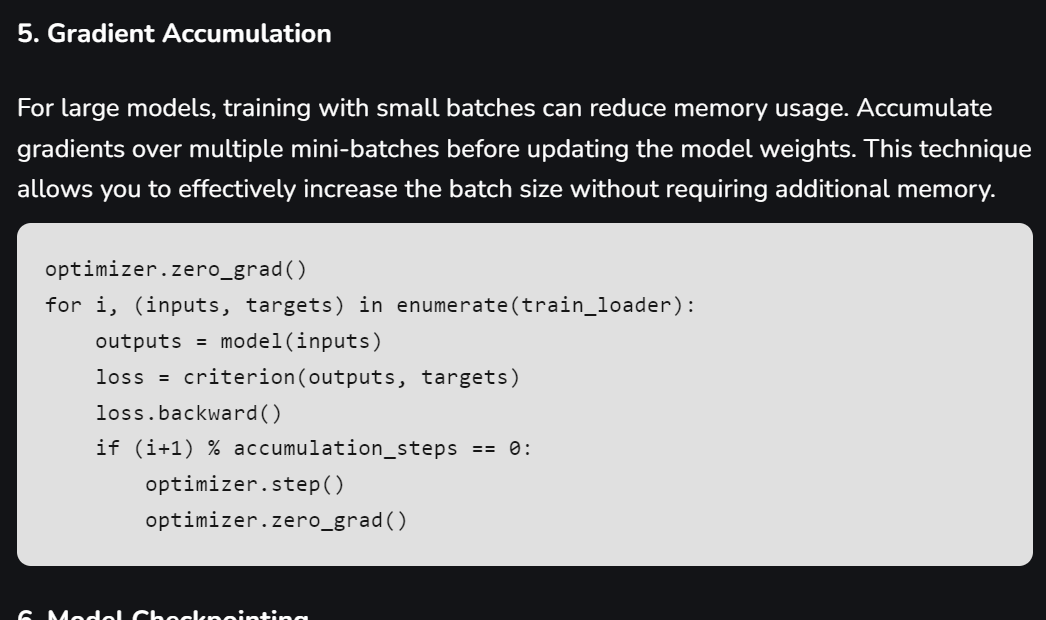 5. Gradient Accumulation
For large models, training with small batches can reduce memory usage. Accumulate
gradients over multiple mini-batches before updating the model weights. This technique
allows you to effectively increase the batch size without requiring additional memory.
optimizer.zero_grad()
for i, (inputs, targets) in enumerate(train_loader):
    outputs = model(inputs)
    loss = criterion(outputs, targets)
    loss.backward()
    if (i+1) % accumulation_steps == 0:
        optimizer.step()
        optimizer.zero_grad()
6. Model Checkpointing